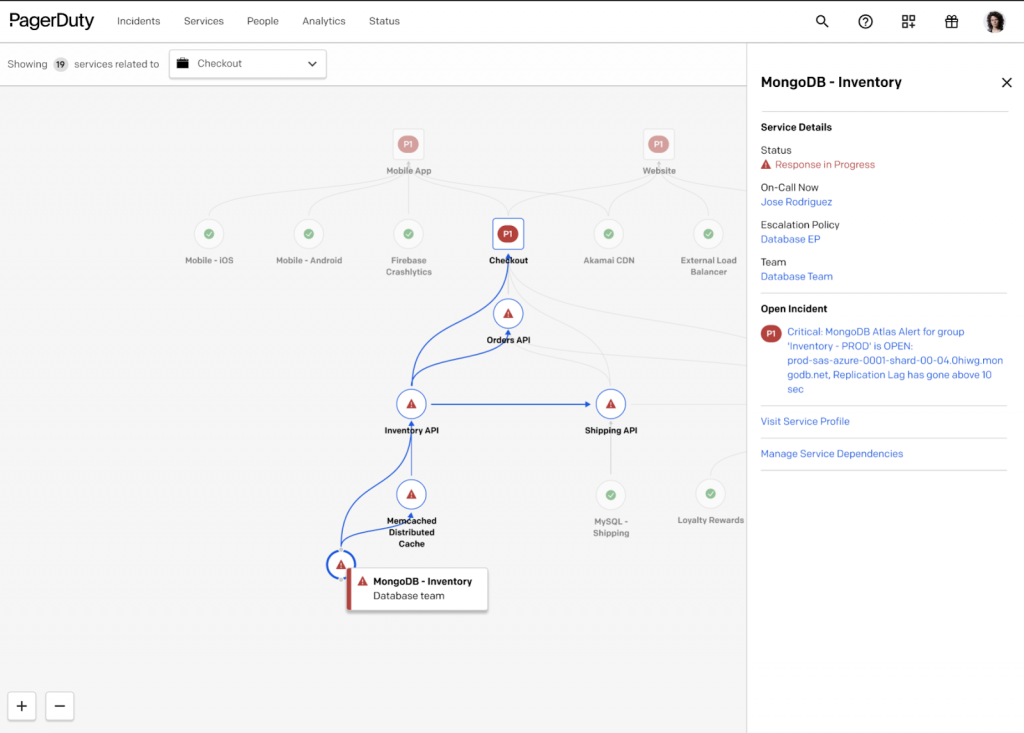 PagerDuty Incidents Services People Analytics Status
Showing 19 services related to Checkout
P1
Mobile App
P1
Website
Mobile - iOS
Mobile - Android
Firebase
Crashlytics
P1
Checkout
Akamai CDN
External Load
Balancer
Orders API
Inventory API
Shipping API
Memcached
Distributed
Cache
MySQL -
Shipping
Loyalty Rewards
MongoDB - Inventory
Database team
+ −
MongoDB - Inventory
Service Details
Status
Response in Progress
On-Call Now
Jose Rodriguez
Escalation Policy
Database EP
Team
Database Team
Open Incident
P1 Critical: MongoDB Atlas Alert for group
'Inventory - PROD' is OPEN:
prod-sas-azure-0001-shard-00-04.0hiwg.mon
godb.net, Replication Lag has gone above 10
sec
Visit Service Profile
Manage Service Dependencies